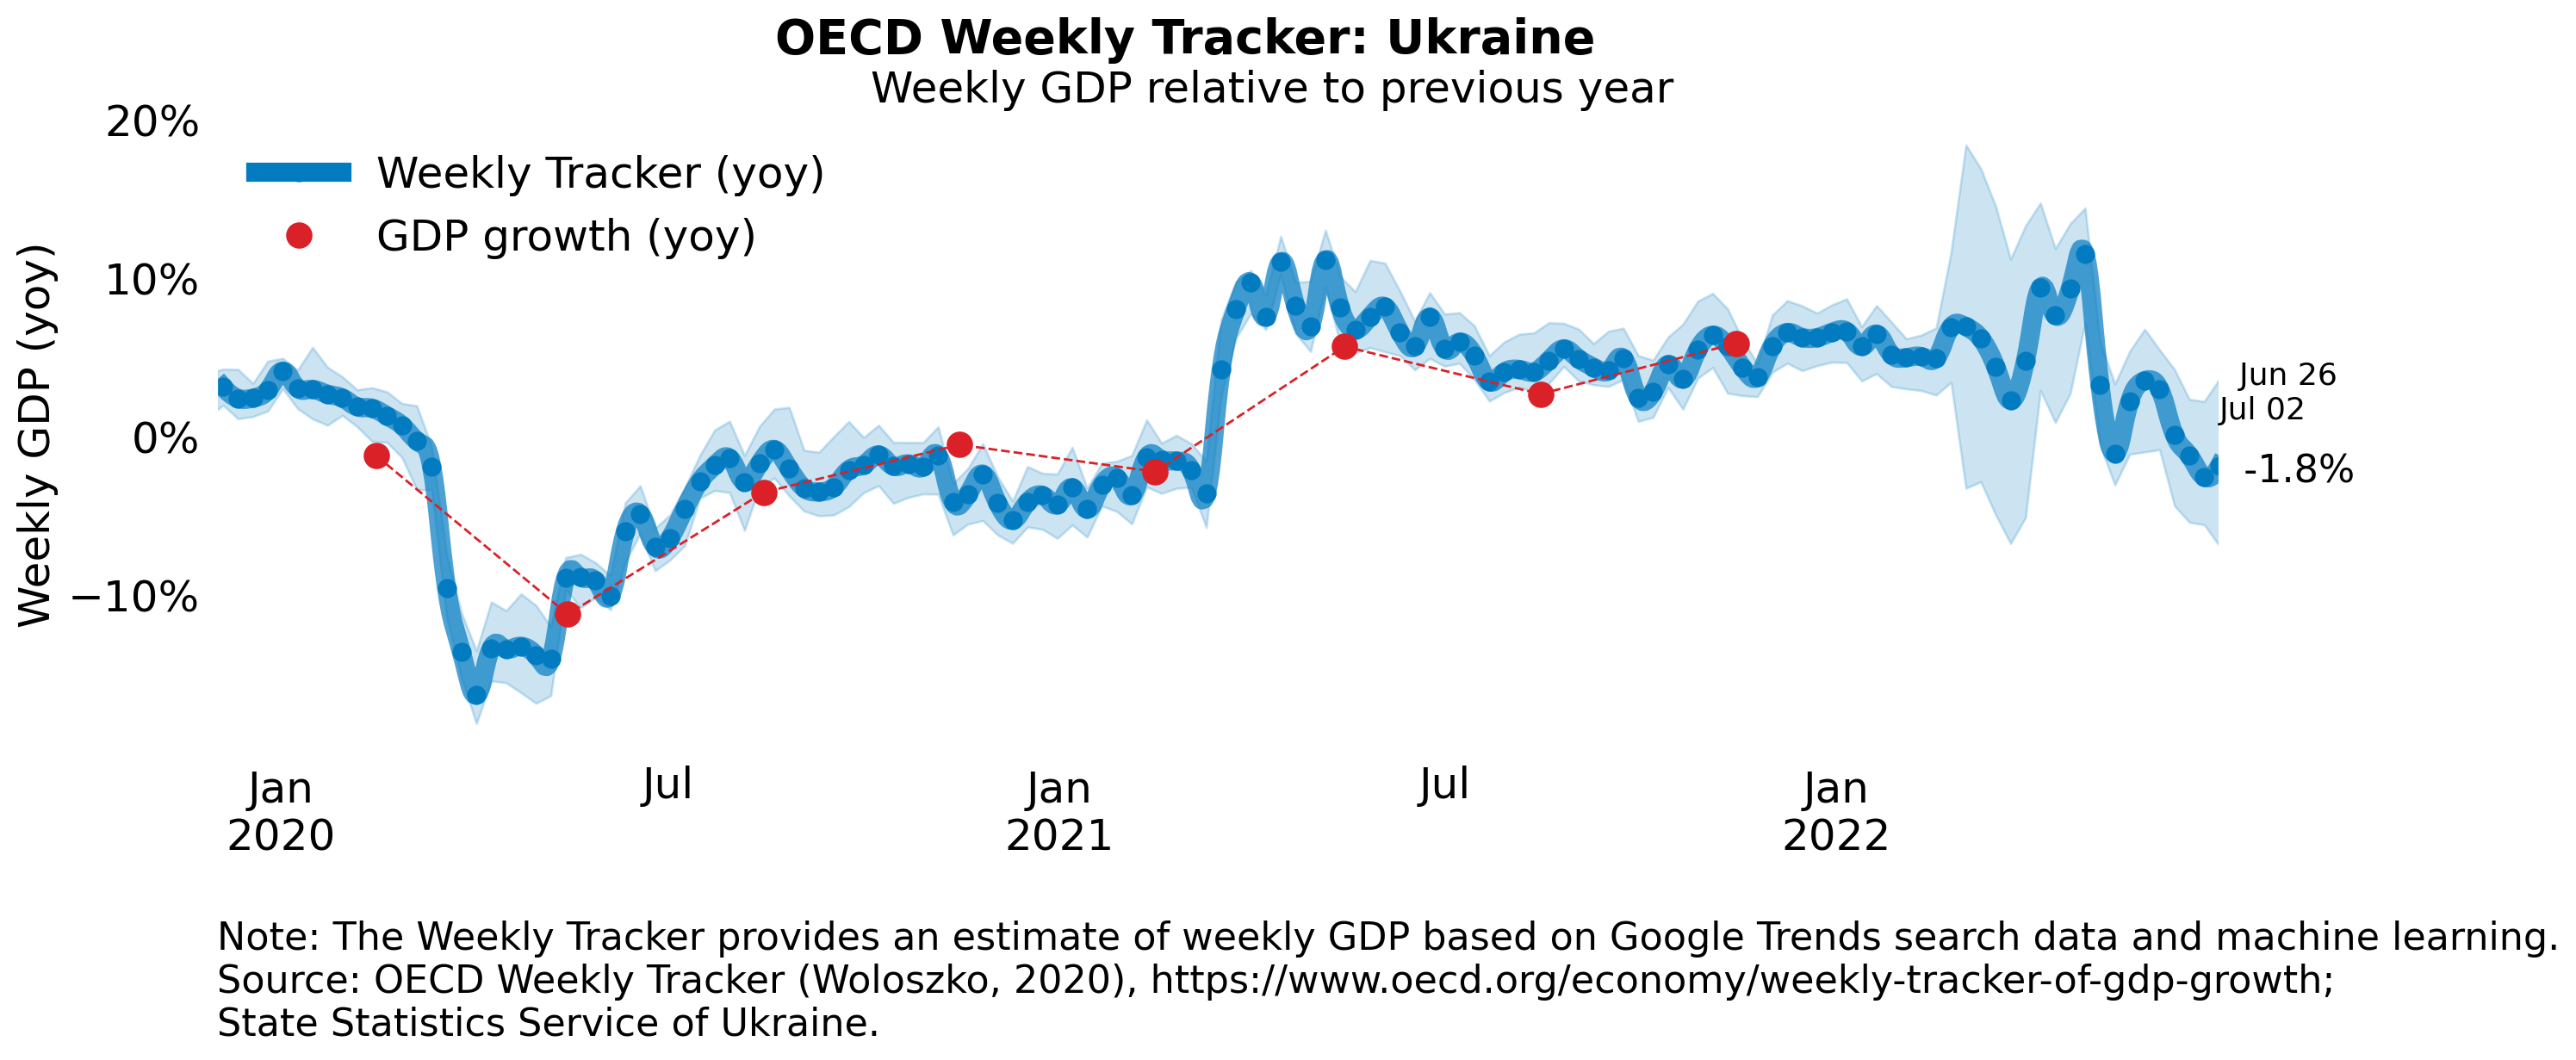 OECD Weekly Tracker: Ukraine
Weekly GDP relative to previous year
Weekly GDP (yoy)
20%
10%
0%
−10%
Weekly Tracker (yoy)
GDP growth (yoy)
Jun 26
Jul 02
-1.8%
Jan
2020
Jul
Jan
2021
Jul
Jan
2022
Note: The Weekly Tracker provides an estimate of weekly GDP based on Google Trends search data and machine learning.
Source: OECD Weekly Tracker (Woloszko, 2020), https://www.oecd.org/economy/weekly-tracker-of-gdp-growth;
State Statistics Service of Ukraine.